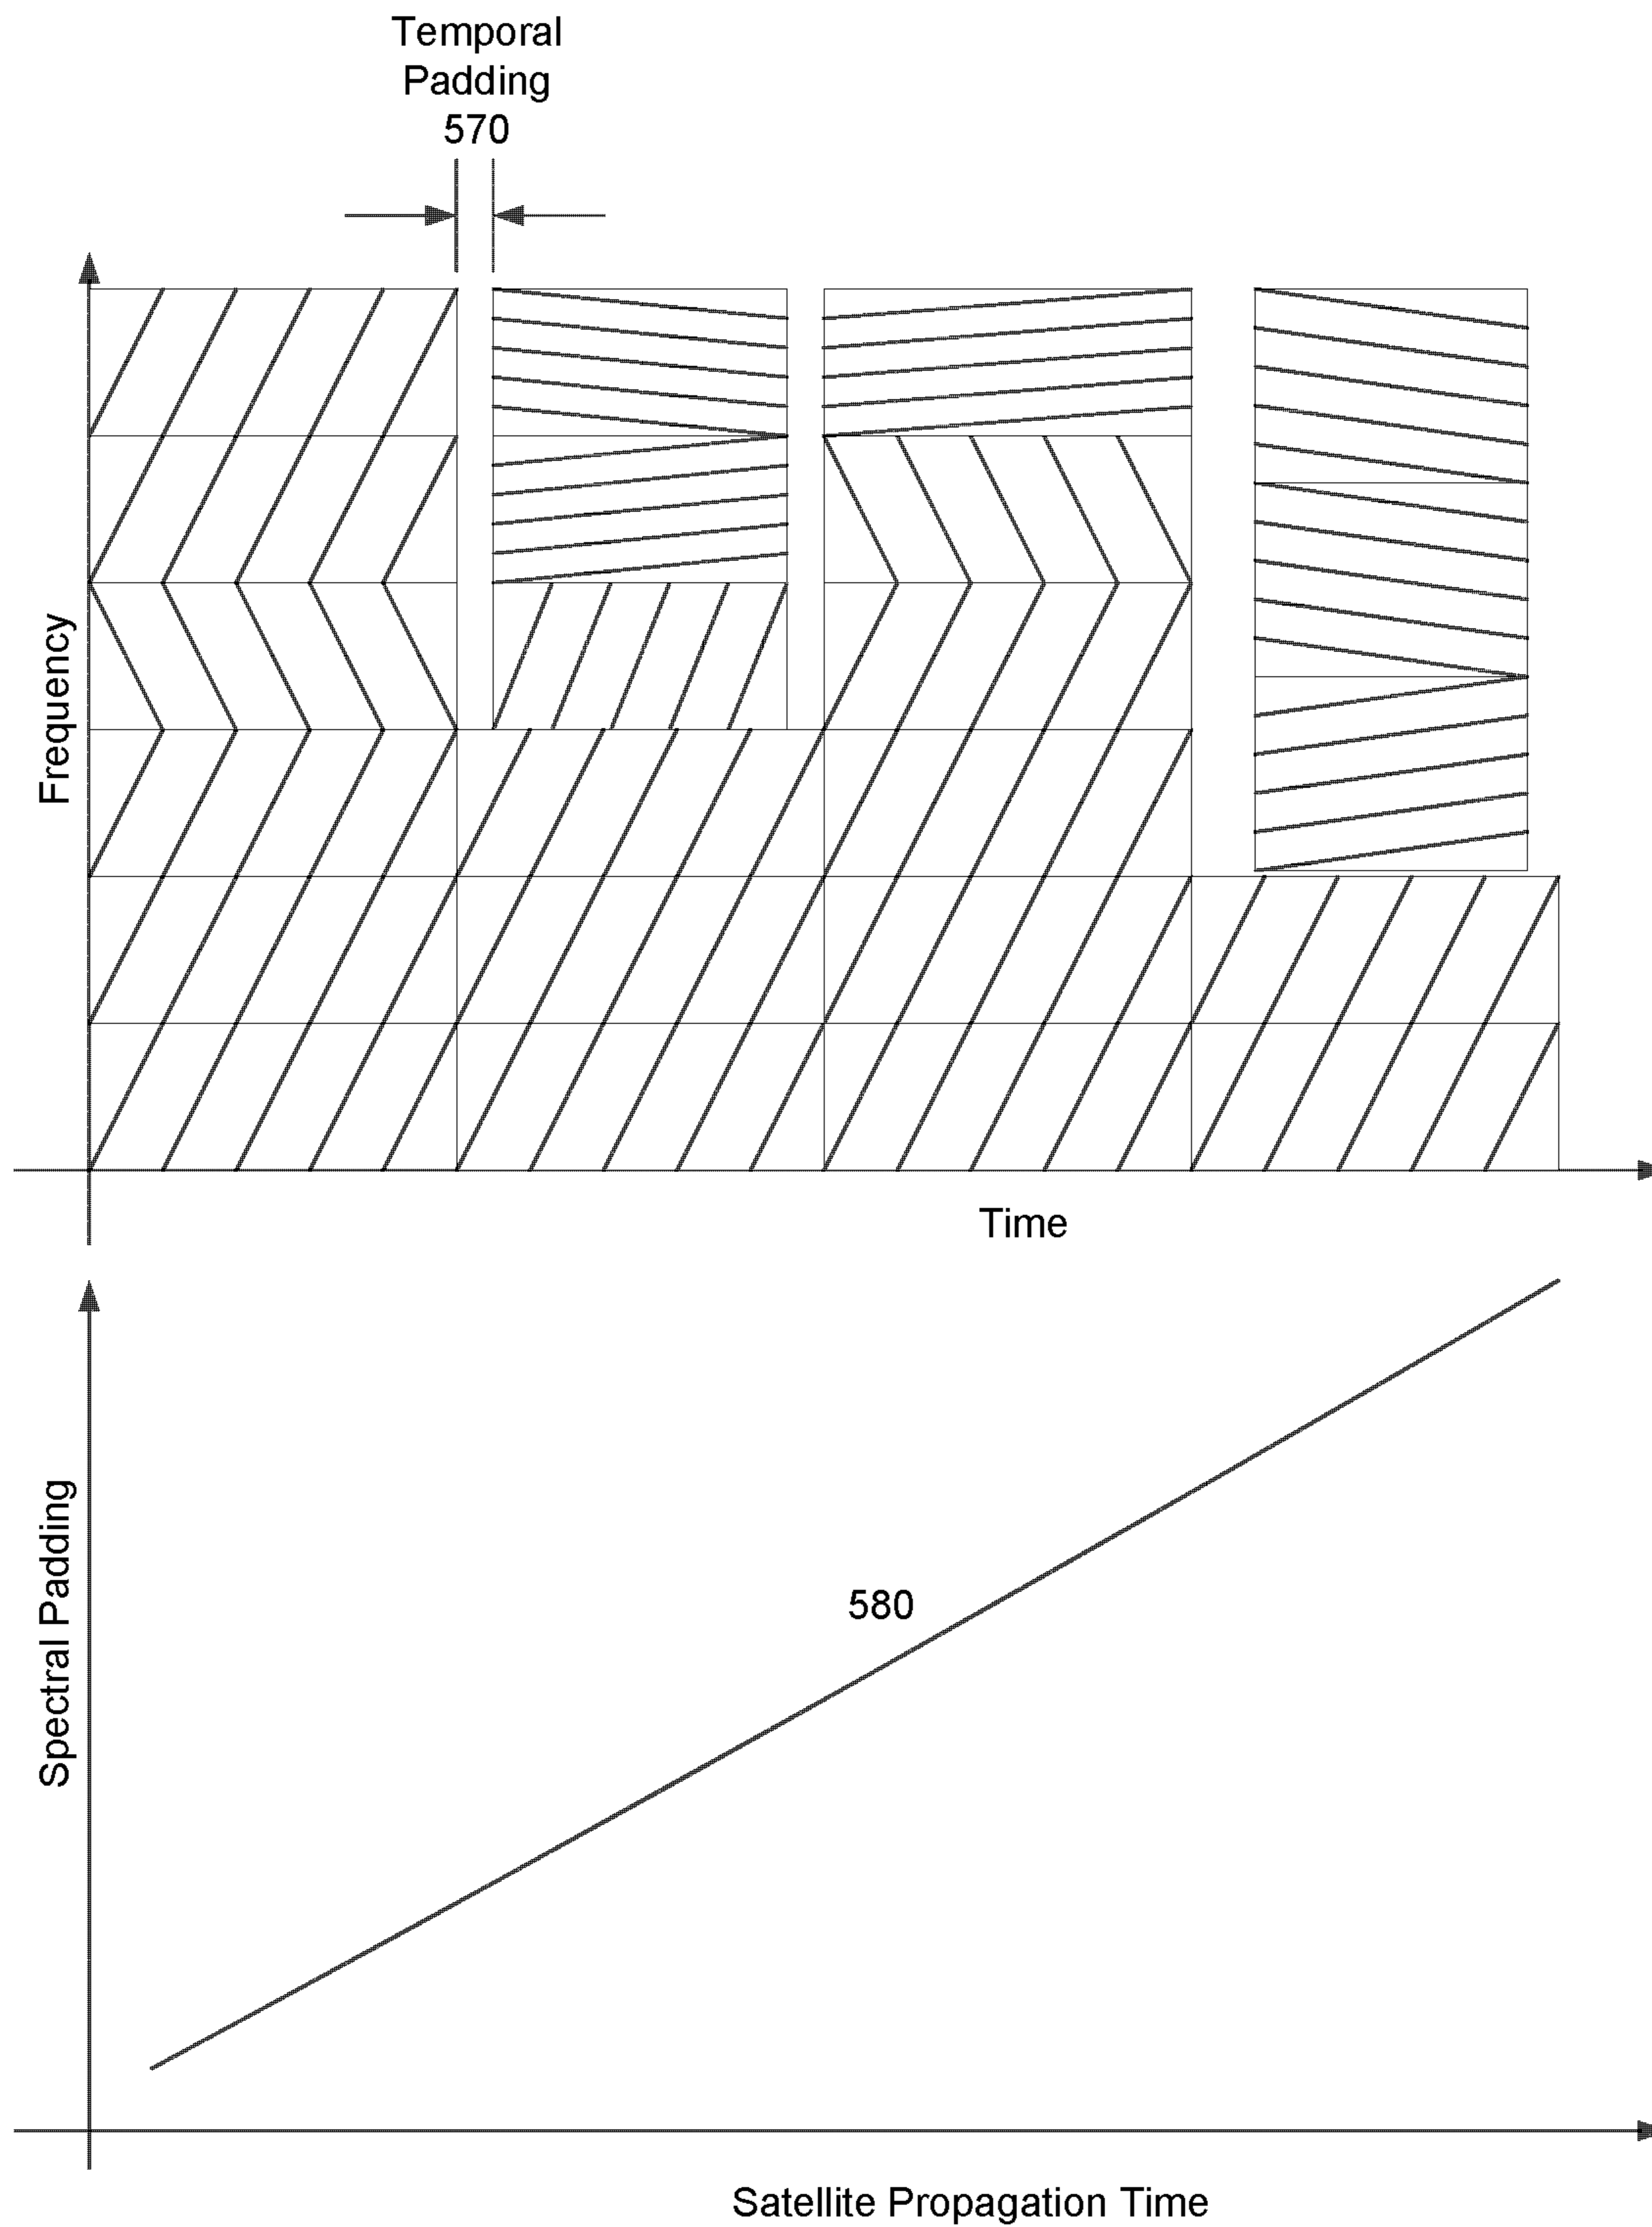 Temporal
Padding
570
Frequency
Time
Spectral Padding
580
Satellite Propagation Time